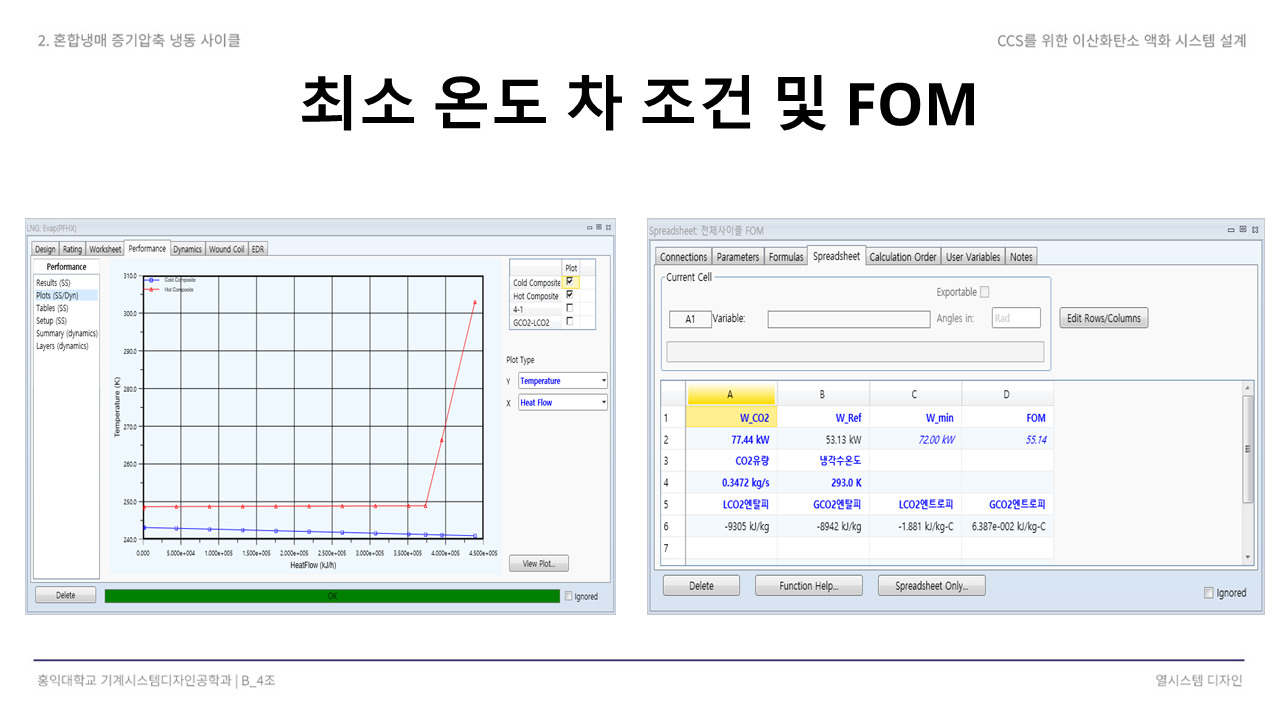 2. 혼합냉매 증기압축 냉동 사이클
CCS를 위한 이산화탄소 액화 시스템 설계
최소 온도 차 조건 및 FOM
LNG: Evap(PFHX)
Design Rating Worksheet Performance Dynamics Wound Coil EDR
Performance
Results (SS)
Plots (SS/Dyn)
Tables (SS)
Setup (SS)
Summary (dynamics)
Layers (dynamics)
Cold Composite
Hot Composite
310.0
300.0
290.0
280.0
270.0
260.0
250.0
240.0
Temperature (K)
0.000 5.000e+004 1.000e+005 1.500e+005 2.000e+005 2.500e+005 3.000e+005 3.500e+005 4.000e+005 4.500e+005
HeatFlow (kJ/h)
Plot
Cold Composite
Hot Composite
4-1
GCO2-LCO2
Plot Type
Y Temperature
X Heat Flow
View Plot...
Delete
OK
Ignored
Spreadsheet: 전체사이클 FOM
Connections Parameters Formulas Spreadsheet Calculation Order User Variables Notes
Current Cell
Exportable
A1 Variable:
Angles in: Rad
Edit Rows/Columns
A B C D
1 W_CO2 W_Ref W_min FOM
2 77.44 kW 53.13 kW 72.00 kW 55.14
3 CO2유량 냉각수온도
4 0.3472 kg/s 293.0 K
5 LCO2엔탈피 GCO2엔탈피 LCO2엔트로피 GCO2엔트로피
6 -9305 kJ/kg -8942 kJ/kg -1.881 kJ/kg-C 6.387e-002 kJ/kg-C
7
Delete Function Help... Spreadsheet Only...
Ignored
홍익대학교 기계시스템디자인공학과 | B_4조
열시스템 디자인